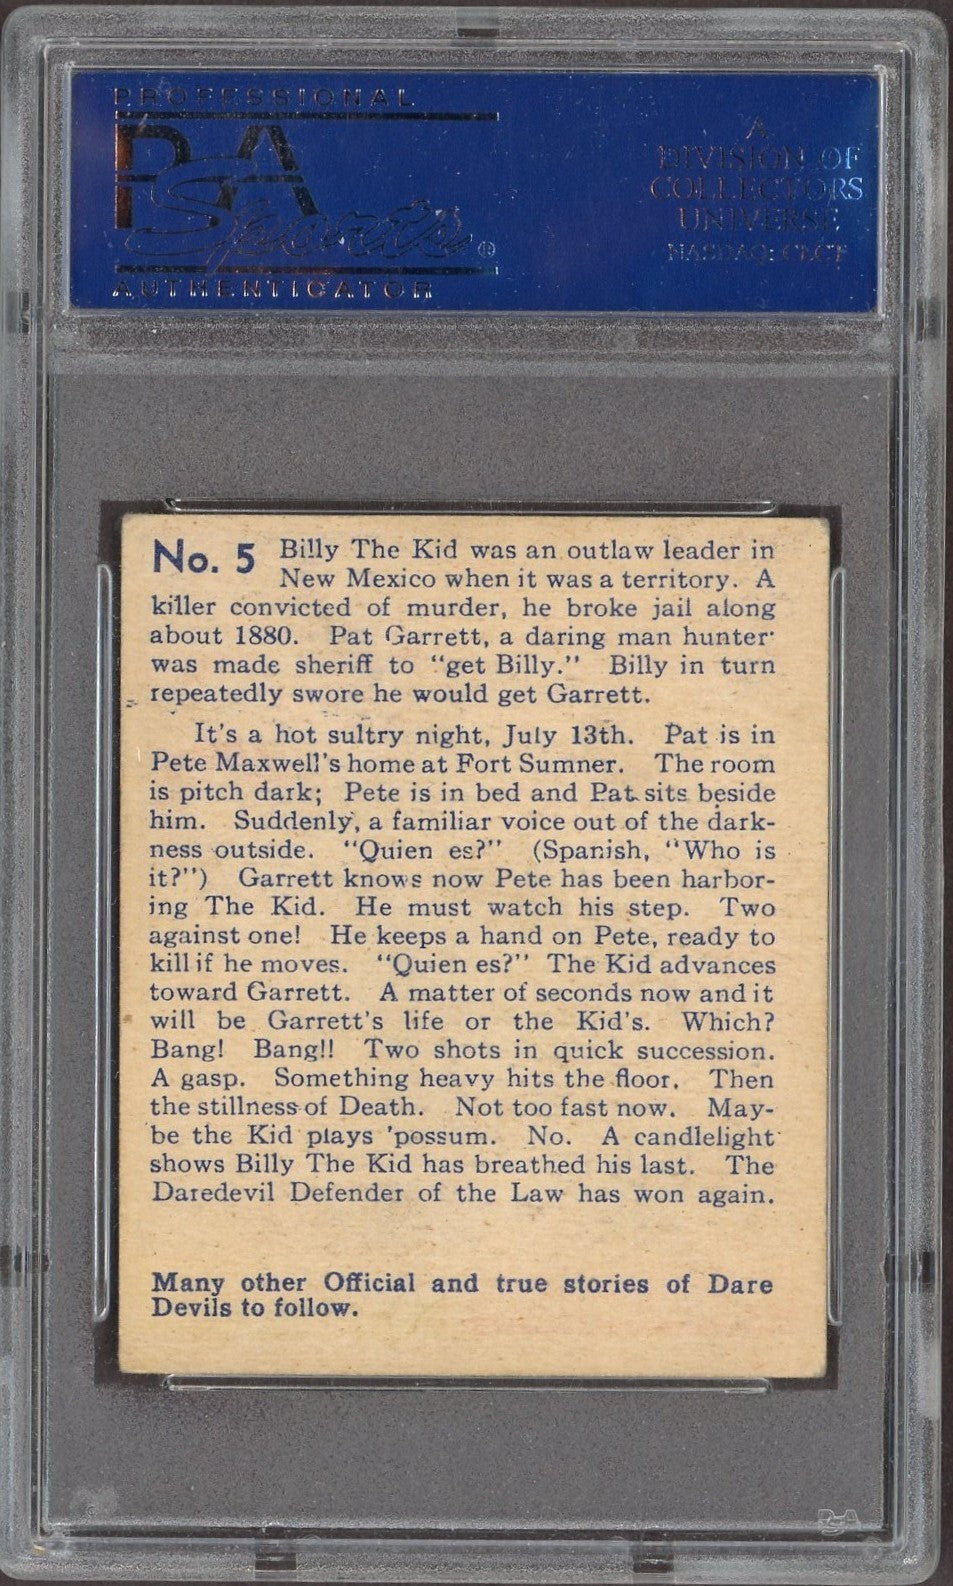 PROFESSIONAL
PSA
Sports ®
AUTHENTICATOR
A
DIVISION OF
COLLECTORS
UNIVERSE
NASDAQ: CLCT
No. 5 Billy The Kid was an outlaw leader in
New Mexico when it was a territory. A
killer convicted of murder, he broke jail along
about 1880. Pat Garrett, a daring man hunter
was made sheriff to "get Billy." Billy in turn
repeatedly swore he would get Garrett.
It's a hot sultry night, July 13th. Pat is in
Pete Maxwell's home at Fort Sumner. The room
is pitch dark; Pete is in bed and Pat sits beside
him. Suddenly, a familiar voice out of the dark-
ness outside. "Quien es?" (Spanish, "Who is
it?") Garrett knows now Pete has been harbor-
ing The Kid. He must watch his step. Two
against one! He keeps a hand on Pete, ready to
kill if he moves. "Quien es?" The Kid advances
toward Garrett. A matter of seconds now and it
will be Garrett's life or the Kid's. Which?
Bang! Bang!! Two shots in quick succession.
A gasp. Something heavy hits the floor. Then
the stillness of Death. Not too fast now. May-
be the Kid plays 'possum. No. A candlelight
shows Billy The Kid has breathed his last. The
Daredevil Defender of the Law has won again.
Many other Official and true stories of Dare
Devils to follow.
PSA